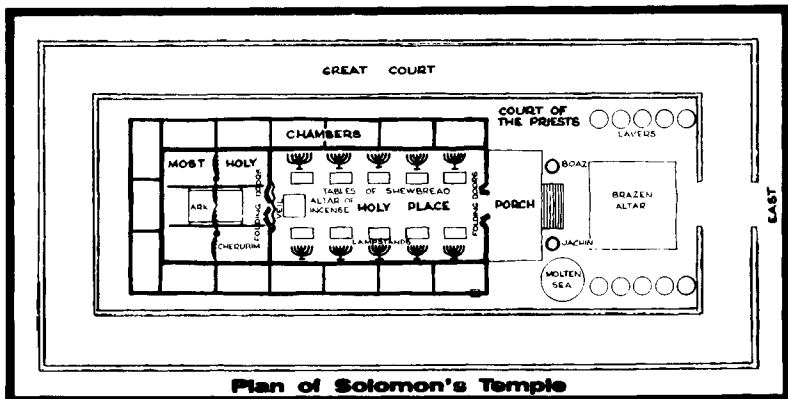 GREAT COURT
COURT OF
THE PRIESTS
LAVERS
CHAMBERS
BOAZ
MOST HOLY
FOLDING DOORS
VEIL
TABLES OF SHEWBREAD
ALTAR OF
INCENSE
HOLY PLACE
FOLDING DOORS
PORCH
BRAZEN
ALTAR
EAST
ARK
LAMPSTANDS
CHERUBIM
JACHIN
MOLTEN
SEA
Plan of Solomon's Temple